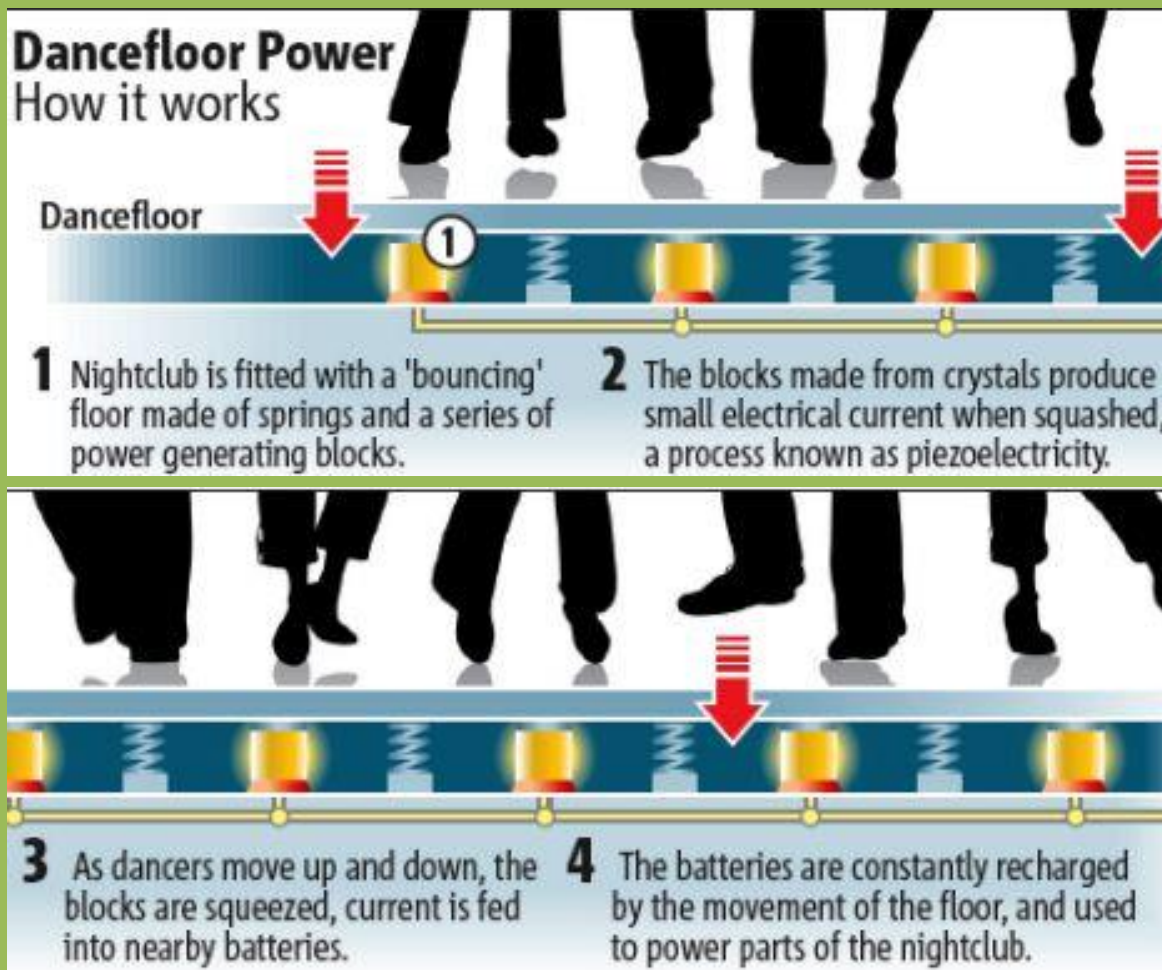 Dancefloor Power
How it works
Dancefloor
1
1 Nightclub is fitted with a 'bouncing'
floor made of springs and a series of
power generating blocks.
2 The blocks made from crystals produce
small electrical current when squashed,
a process known as piezoelectricity.
3 As dancers move up and down, the
blocks are squeezed, current is fed
into nearby batteries.
4 The batteries are constantly recharged
by the movement of the floor, and used
to power parts of the nightclub.